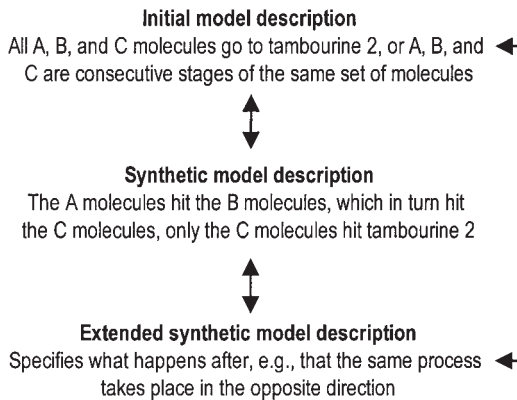 Initial model description
All A, B, and C molecules go to tambourine 2, or A, B, and
C are consecutive stages of the same set of molecules
Synthetic model description
The A molecules hit the B molecules, which in turn hit
the C molecules, only the C molecules hit tambourine 2
Extended synthetic model description
Specifies what happens after, e.g., that the same process
takes place in the opposite direction